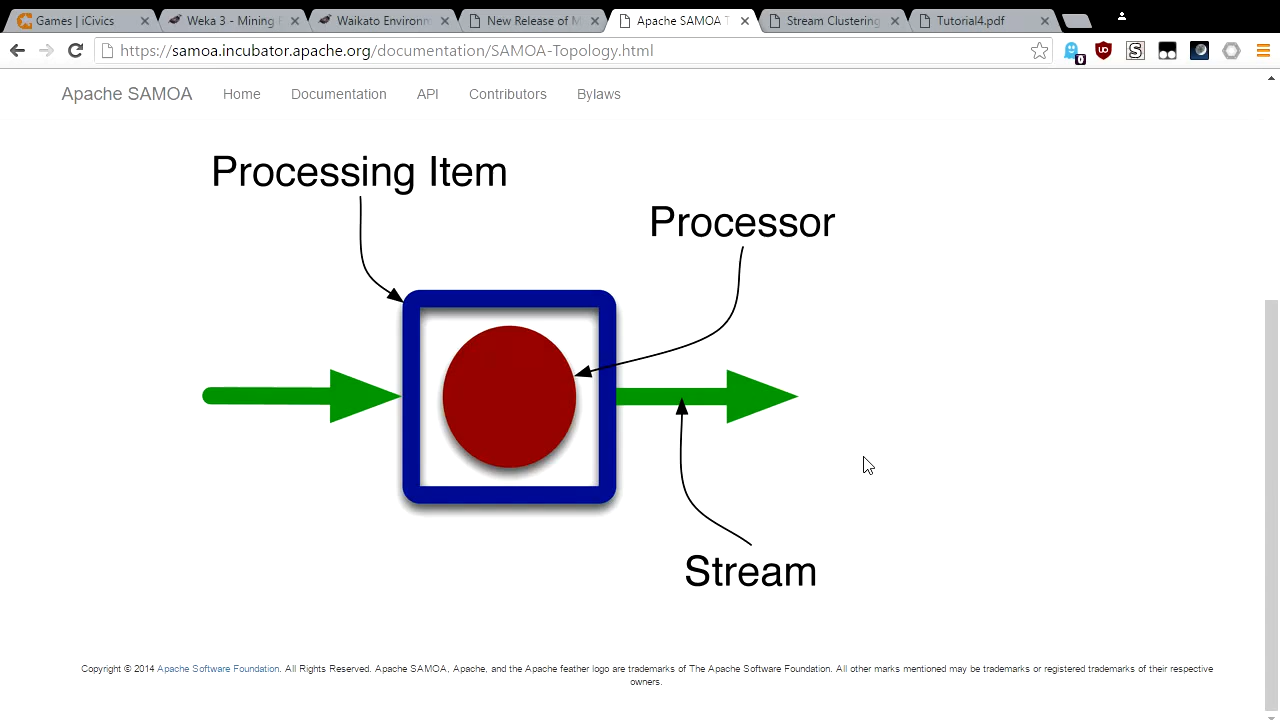 Games | iCivics
Weka 3 - Mining
Waikato Environm
New Release of M
Apache SAMOA T
Stream Clustering
Tutorial4.pdf
https://samoa.incubator.apache.org/documentation/SAMOA-Topology.html
Apache SAMOA Home Documentation API Contributors Bylaws
Processing Item
Processor
Stream
Copyright © 2014 Apache Software Foundation. All Rights Reserved. Apache SAMOA, Apache, and the Apache feather logo are trademarks of The Apache Software Foundation. All other marks mentioned may be trademarks or registered trademarks of their respective
owners.